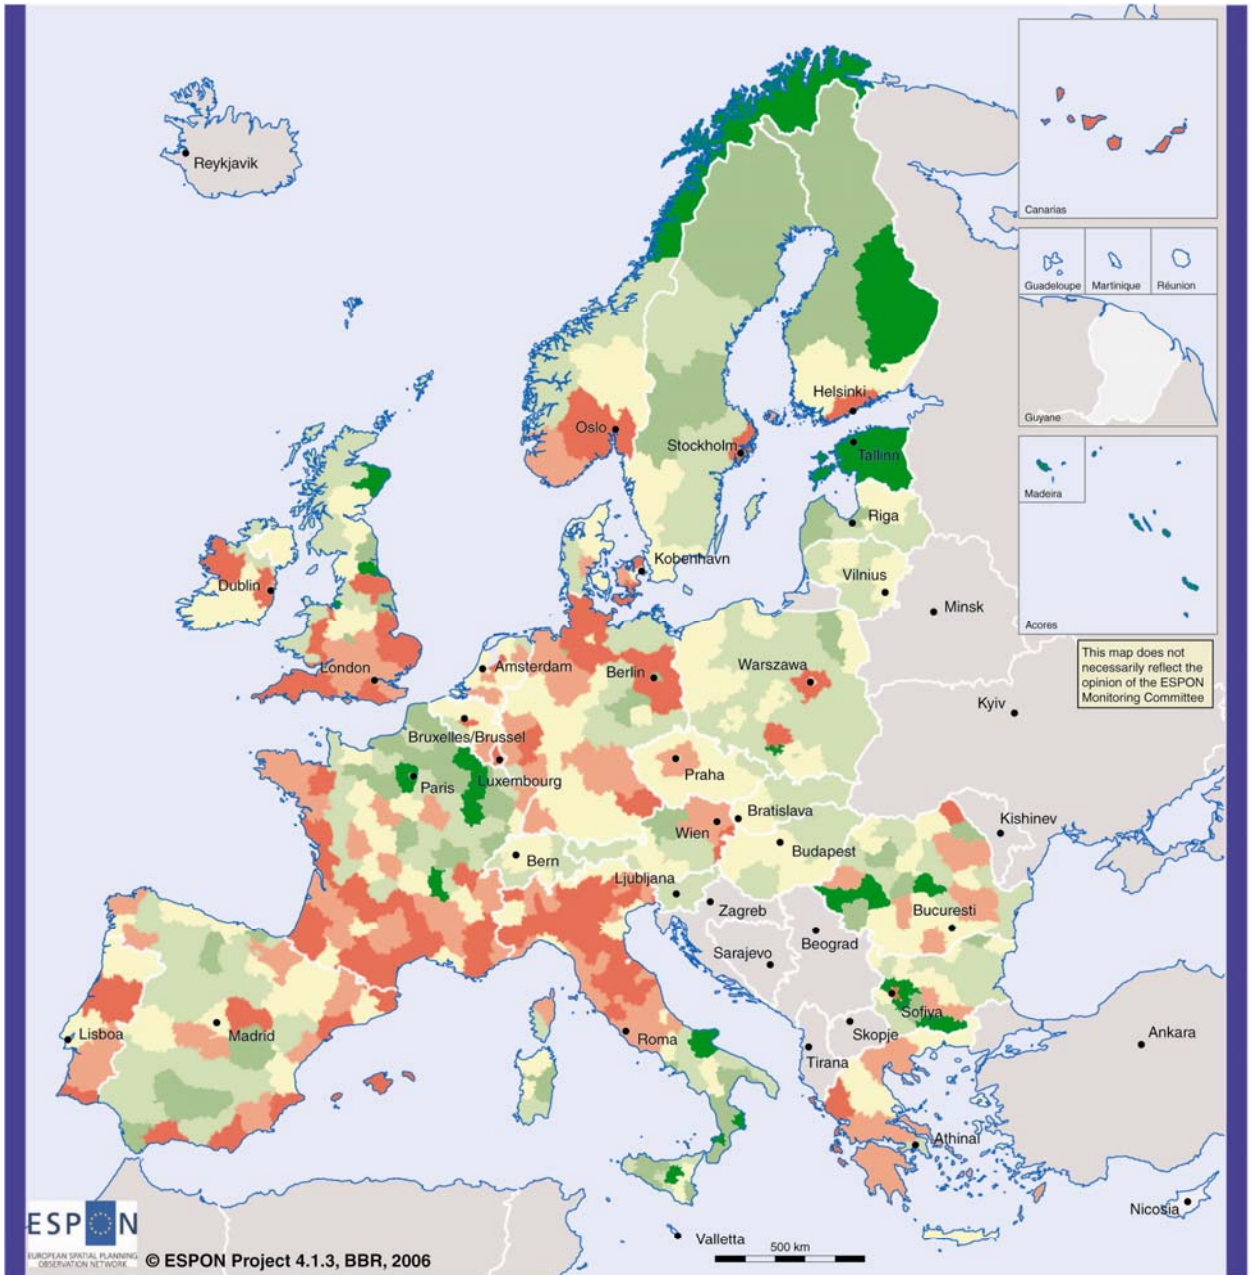 Reykjavik
Canarias
Guadeloupe
Martinique
Réunion
Guyane
Helsinki
Oslo
Stockholm
Tallinn
Madeira
Riga
Kobenhavn
Vilnius
Dublin
Minsk
Acores
This map does not
necessarily reflect the
opinion of the ESPON
Monitoring Committee
London
Amsterdam
Berlin
Warszawa
Kyiv
Bruxelles/Brussel
Paris
Luxembourg
Praha
Bratislava
Kishinev
Wien
Bern
Budapest
Ljubljana
Zagreb
Bucuresti
Beograd
Sarajevo
Sofiya
Skopje
Lisboa
Madrid
Roma
Tirana
Ankara
Athinai
Nicosia
Valletta
500 km
ESPON
EUROPEAN SPATIAL PLANNING
OBSERVATION NETWORK
© ESPON Project 4.1.3, BBR, 2006